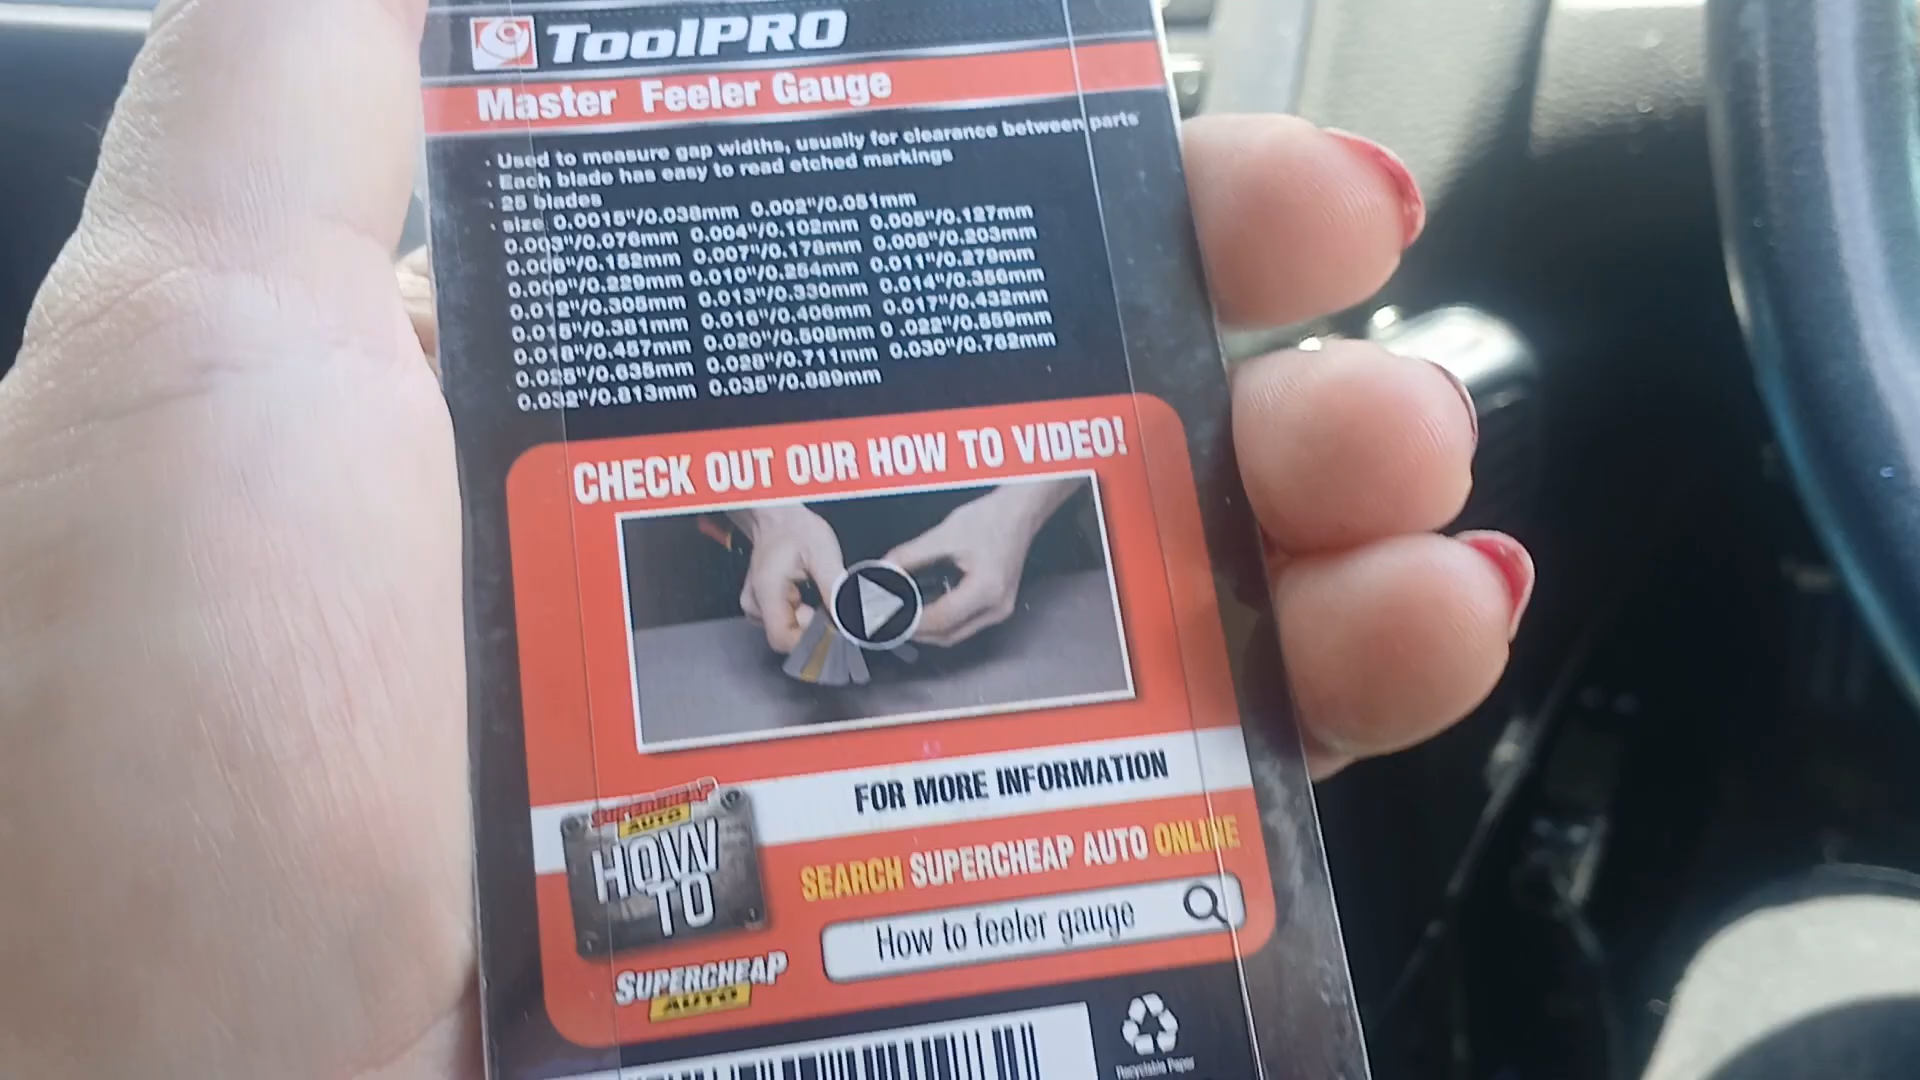 ToolPRO
Master Feeler Gauge
· Used to measure gap widths, usually for clearance between parts
· Each blade has easy to read etched markings
· 25 blades
· size 0.0015"/0.038mm 0.002"/0.051mm
0.003"/0.076mm 0.004"/0.102mm 0.005"/0.127mm
0.006"/0.152mm 0.007"/0.178mm 0.008"/0.203mm
0.009"/0.229mm 0.010"/0.254mm 0.011"/0.279mm
0.012"/0.305mm 0.013"/0.330mm 0.014"/0.356mm
0.015"/0.381mm 0.016"/0.406mm 0.017"/0.432mm
0.018"/0.457mm 0.020"/0.508mm 0 .022"/0.559mm
0.025"/0.635mm 0.028"/0.711mm 0.030"/0.762mm
0.032"/0.813mm 0.035"/0.889mm
CHECK OUT OUR HOW TO VIDEO!
FOR MORE INFORMATION
SUPERCHEAP
AUTO
HOW
TO
SEARCH SUPERCHEAP AUTO ONLINE
How to feeler gauge
SUPERCHEAP
AUTO
Recyclable Paper